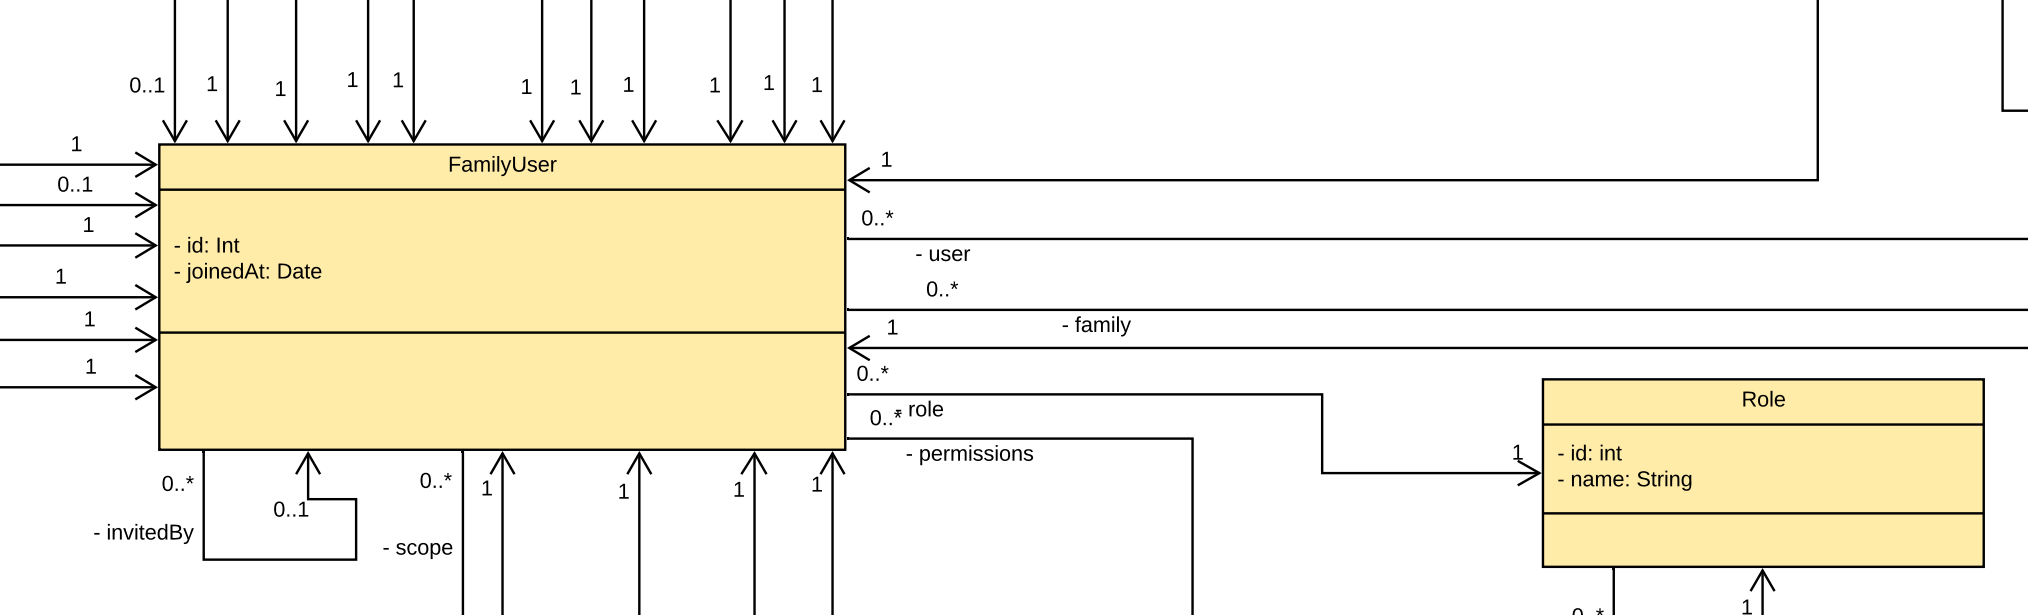 0..1
1
1
1
1
1
1
1
1
1
1
1
0..1
1
1
1
1
FamilyUser
- id: Int
- joinedAt: Date
1
0..*
- user
0..*
- family
1
0..*
- role
0..*
- permissions
0..*
- invitedBy
0..1
0..*
- scope
1
1
1
1
1
Role
- id: int
- name: String
0..*
1